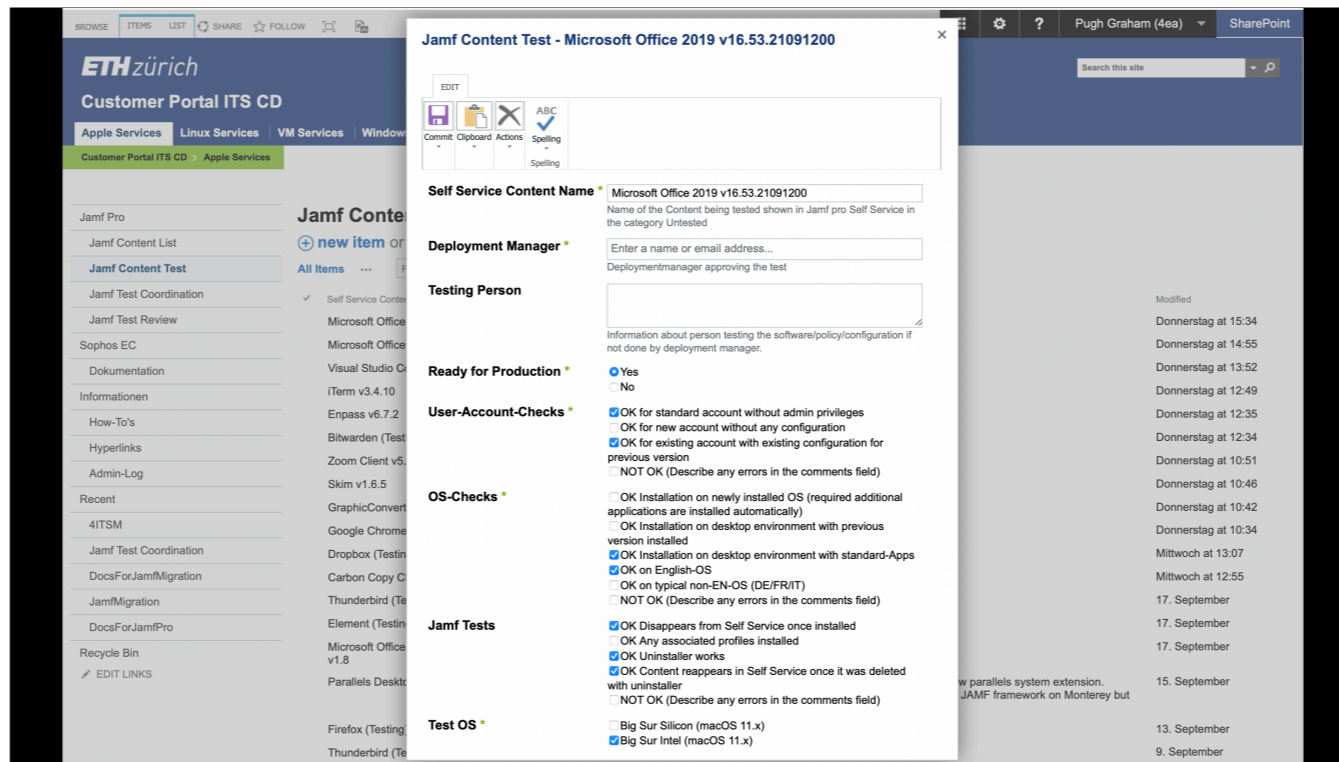 BROWSE ITEMS LIST SHARE FOLLOW
? Pugh Graham (4ea) SharePoint
ETH zürich
Search this site
Customer Portal ITS CD
Apple Services Linux Services VM Services Window
Customer Portal ITS CD Apple Services
Jamf Pro
Jamf Content List
Jamf Content Test
Jamf Test Coordination
Jamf Test Review
Sophos EC
Dokumentation
Informationen
How-To's
Hyperlinks
Admin-Log
Recent
4ITSM
Jamf Test Coordination
DocsForJamfMigration
JamfMigration
DocsForJamfPro
Recycle Bin
EDIT LINKS
Jamf Conte
new item or
All Items ... F
Self Service Conte
Microsoft Office
Microsoft Office
Visual Studio Co
iTerm v3.4.10
Enpass v6.7.2
Bitwarden (Test
Zoom Client v5.
Skim v1.6.5
GraphicConvert
Google Chrome
Dropbox (Testin
Carbon Copy C
Thunderbird (Te
Element (Testin
Microsoft Office
v1.8
Parallels Deskto
Firefox (Testing
Thunderbird (Te
Jamf Content Test - Microsoft Office 2019 v16.53.21091200
EDIT
Commit Clipboard Actions ABC Spelling
Spelling
Self Service Content Name * Microsoft Office 2019 v16.53.21091200
Name of the Content being tested shown in Jamf pro Self Service in
the category Untested
Deployment Manager * Enter a name or email address...
Deploymentmanager approving the test
Testing Person
Information about person testing the software/policy/configuration if
not done by deployment manager.
Ready for Production * Yes
No
User-Account-Checks * OK for standard account without admin privileges
OK for new account without any configuration
OK for existing account with existing configuration for
previous version
NOT OK (Describe any errors in the comments field)
OS-Checks * OK Installation on newly installed OS (required additional
applications are installed automatically)
OK Installation on desktop environment with previous
version installed
OK Installation on desktop environment with standard-Apps
OK on English-OS
OK on typical non-EN-OS (DE/FR/IT)
NOT OK (Describe any errors in the comments field)
Jamf Tests OK Disappears from Self Service once installed
OK Any associated profiles installed
OK Uninstaller works
OK Content reappears in Self Service once it was deleted
with uninstaller
NOT OK (Describe any errors in the comments field)
Test OS * Big Sur Silicon (macOS 11.x)
Big Sur Intel (macOS 11.x)
Modified
Donnerstag at 15:34
Donnerstag at 14:55
Donnerstag at 13:52
Donnerstag at 12:49
Donnerstag at 12:35
Donnerstag at 12:34
Donnerstag at 10:51
Donnerstag at 10:46
Donnerstag at 10:42
Donnerstag at 10:34
Mittwoch at 13:07
Mittwoch at 12:55
17. September
17. September
17. September
w parallels system extension. 15. September
JAMF framework on Monterey but
13. September
9. September